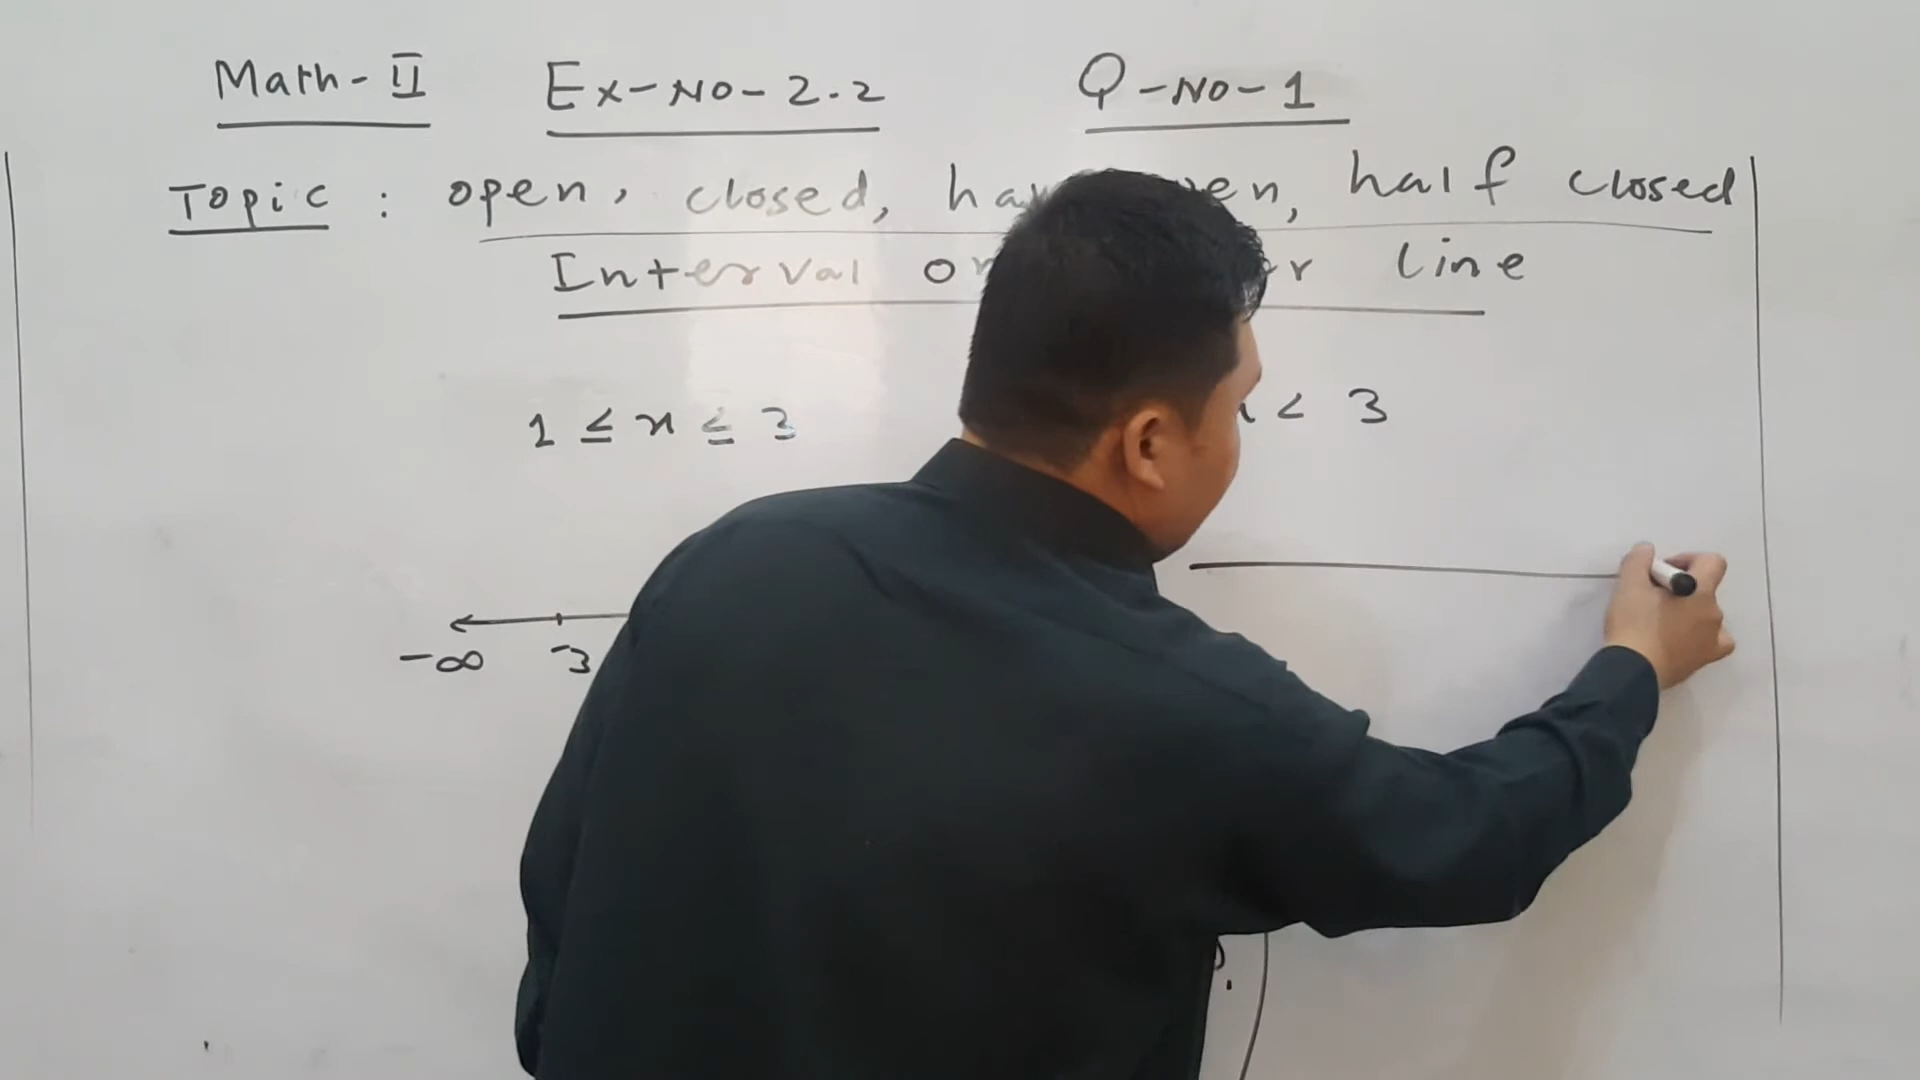 Math-II Ex-No-2.2 Q-No-1
Topic : open, closed, half closed
Interval Line
1 ≤ x ≤ 3
< 3
-∞ -3